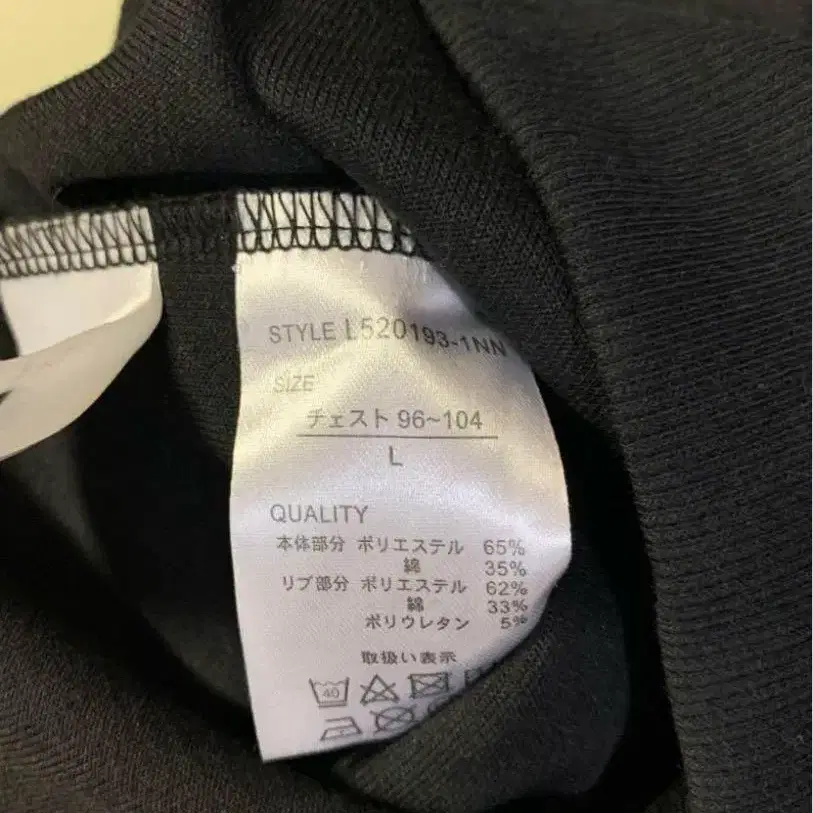 STYLE L520193-1NN
SIZE
チェスト 96~104
L
QUALITY
本体部分 ポリエステル 65%
綿 35%
リブ部分 ポリエステル 62%
綿 33%
ポリウレタン 5%
取扱い表示
40